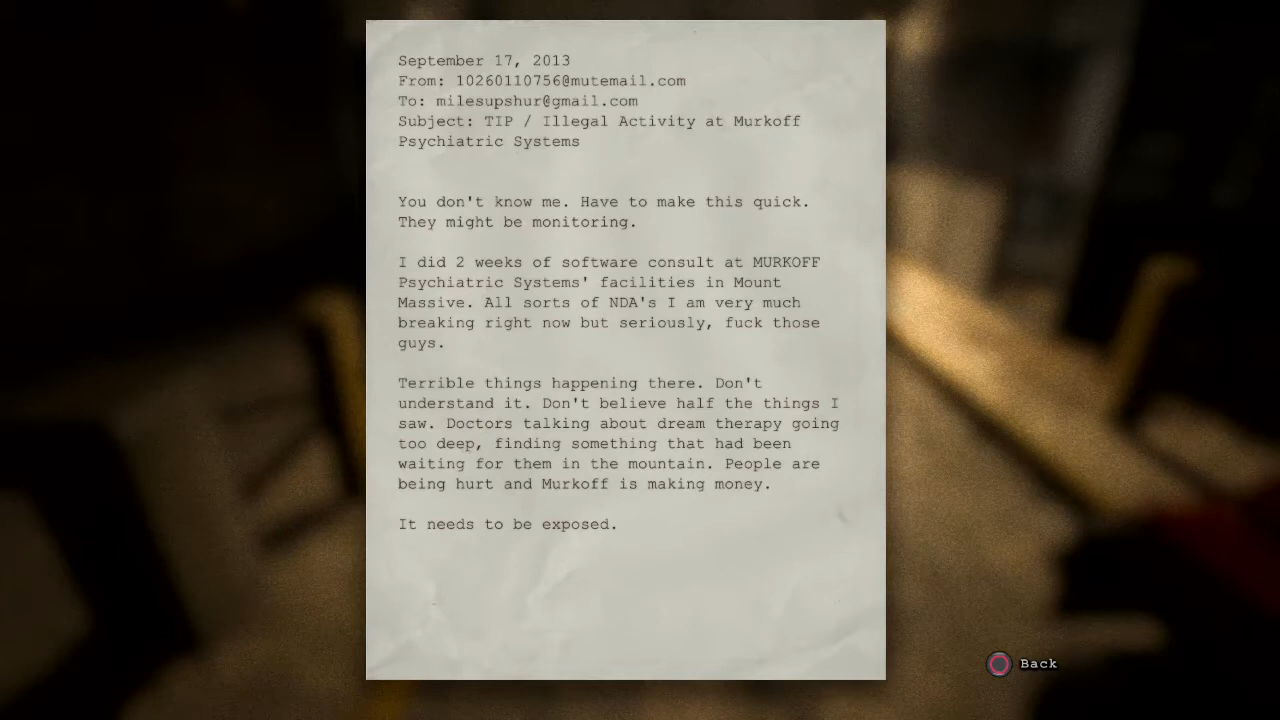 September 17, 2013
From: 10260110756@mutemail.com
To: milesupshur@gmail.com
Subject: TIP / Illegal Activity at Murkoff
Psychiatric Systems
You don't know me. Have to make this quick.
They might be monitoring.
I did 2 weeks of software consult at MURKOFF
Psychiatric Systems' facilities in Mount
Massive. All sorts of NDA's I am very much
breaking right now but seriously, fuck those
guys.
Terrible things happening there. Don't
understand it. Don't believe half the things I
saw. Doctors talking about dream therapy going
too deep, finding something that had been
waiting for them in the mountain. People are
being hurt and Murkoff is making money.
It needs to be exposed.
Back